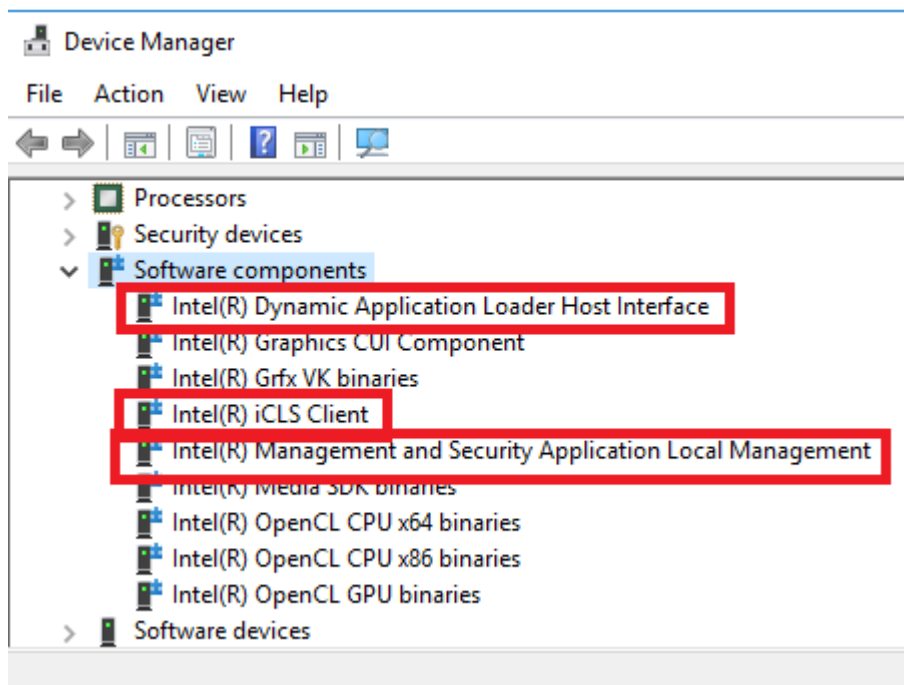 Device Manager
File Action View Help
Processors
Security devices
Software components
Intel(R) Dynamic Application Loader Host Interface
Intel(R) Graphics CUI Component
Intel(R) Grfx VK binaries
Intel(R) iCLS Client
Intel(R) Management and Security Application Local Management
Intel(R) Media SDK binaries
Intel(R) OpenCL CPU x64 binaries
Intel(R) OpenCL CPU x86 binaries
Intel(R) OpenCL GPU binaries
Software devices